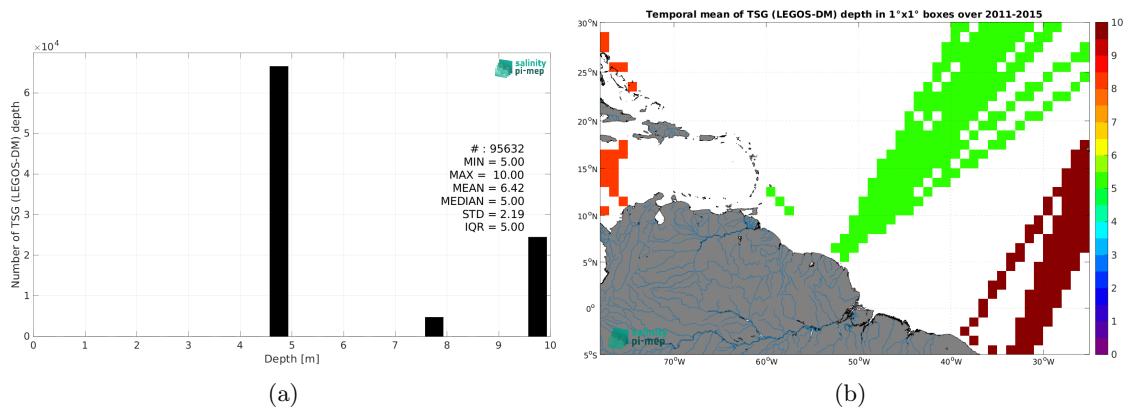 ×10⁴
6
5
4
3
2
1
0
Number of TSG (LEGOS-DM) depth
salinity
pi-mep
# : 95632
MIN = 5.00
MAX = 10.00
MEAN = 6.42
MEDIAN = 5.00
STD = 2.19
IQR = 5.00
0 1 2 3 4 5 6 7 8 9 10
Depth [m]
(a)
Temporal mean of TSG (LEGOS-DM) depth in 1°x1° boxes over 2011-2015
30°N
25°N
20°N
15°N
10°N
5°N
0°
5°S
salinity
pi-mep
70°W 60°W 50°W 40°W 30°W
10
9
8
7
6
5
4
3
2
1
0
(b)